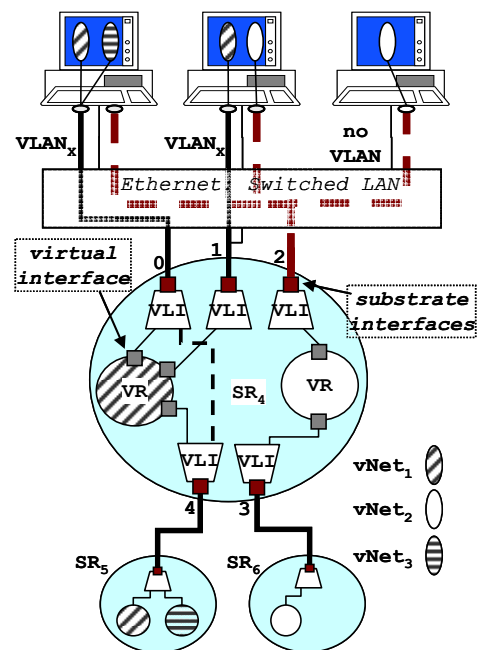 VLANx
VLANx
no
VLAN
Ethernet Switched LAN
virtual
interface
0
1
2
substrate
interfaces
VLI
VLI
VLI
VR
SR4
VR
VLI
VLI
4
3
vNet1
vNet2
vNet3
SR5
SR6